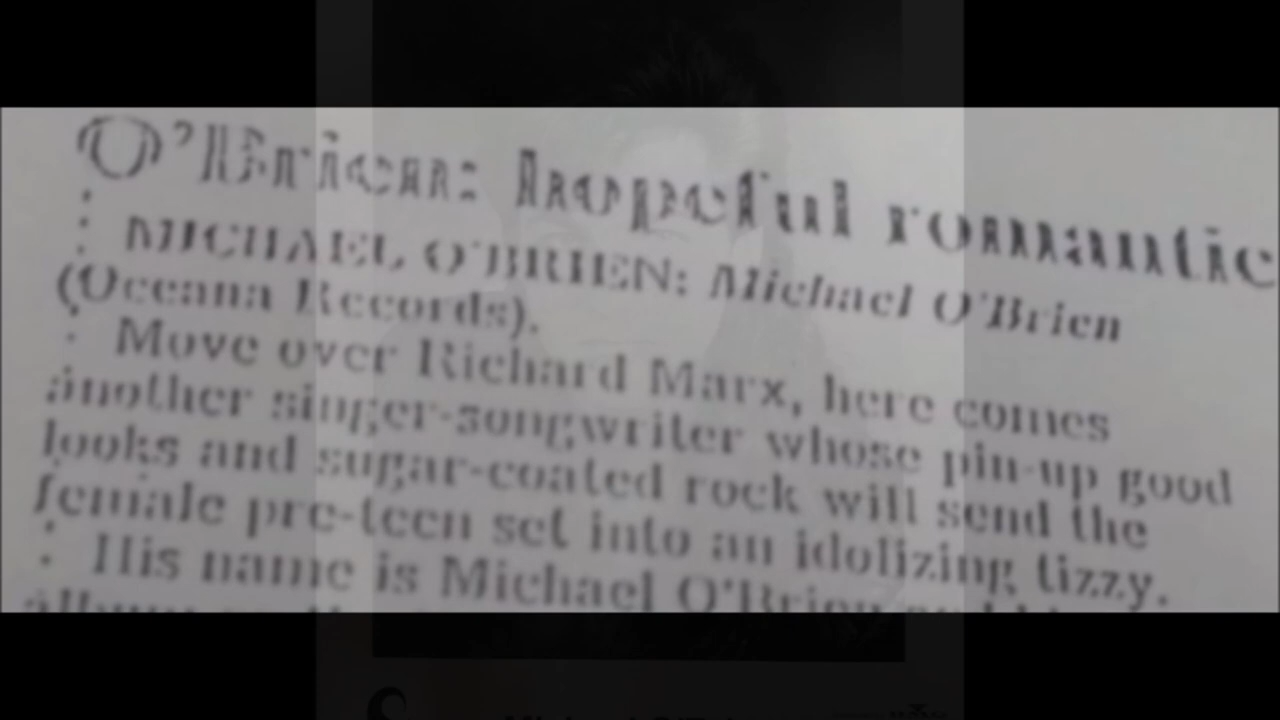 O'Brien: hopeful romantic
MICHAEL O'BRIEN: Michael O'Brien
(Oceana Records).
Move over Richard Marx, here comes
another singer-songwriter whose pin-up good
looks and sugar-coated rock will send the
female pre-teen set into an idolizing tizzy.
His name is Michael O'Brien
album